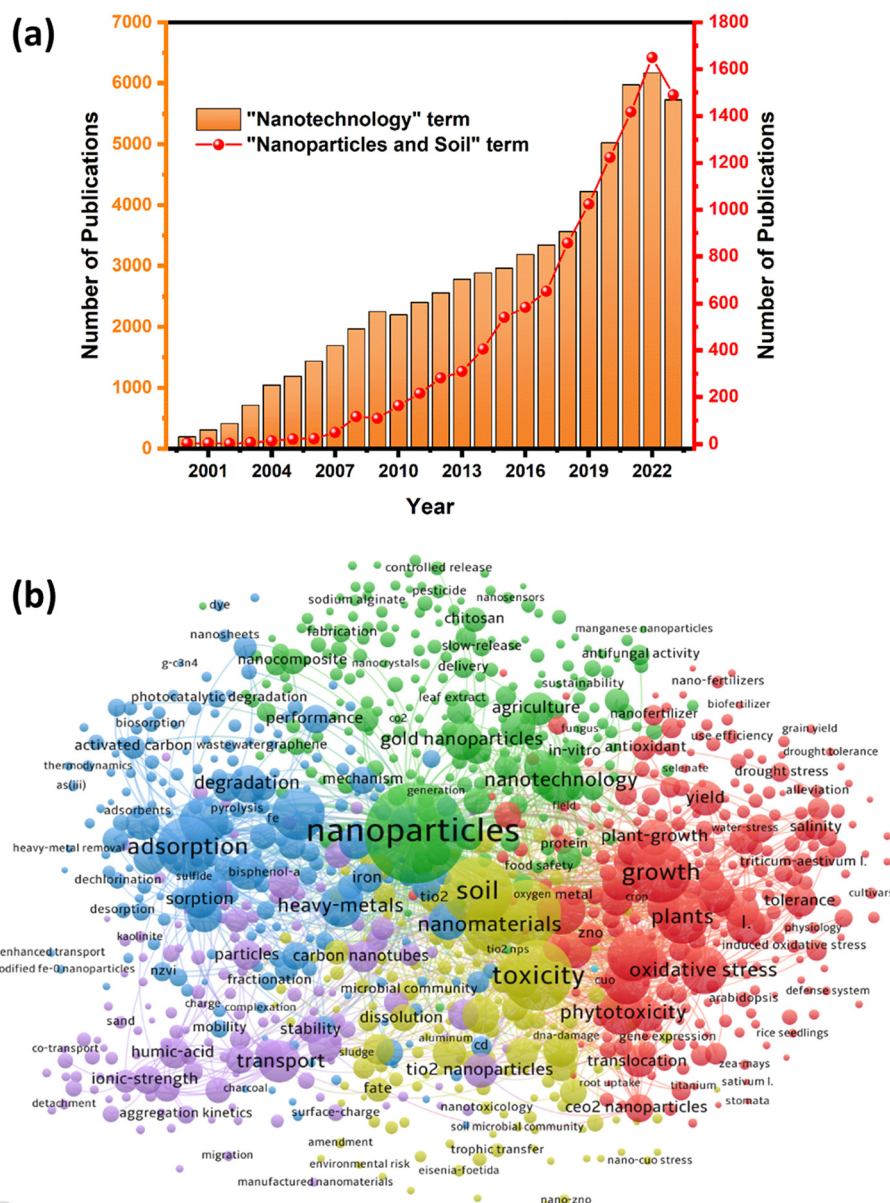 (a)
7000
6000
5000
4000
3000
2000
1000
0
Number of Publications
"Nanotechnology" term
"Nanoparticles and Soil" term
1800
1600
1400
1200
1000
800
600
400
200
0
Number of Publications
2001 2004 2007 2010 2013 2016 2019 2022
Year
(b)
controlled release
pesticide
nanosensors
dye
sodium alginate
chitosan
fabrication
manganese nanoparticles
nanosheets
slow-release
antifungal activity
nanocomposite
nanocrystals
delivery
g-c3n4
nano-fertilizers
sustainability
photocatalytic degradation
leaf extract
agriculture
biofertilizer
biosorption
performance
nanofertilizer
co2
fungus
use efficiency
grain yield
activated carbon
wastewater
graphene
gold nanoparticles
in-vitro
antioxidant
drought tolerance
thermodynamics
selenate
drought stress
as(iii)
degradation
mechanism
nanotechnology
alleviation
generation
yield
adsorbents
pyrolysis
field
fe
nanoparticles
plant-growth
water-stress
salinity
heavy-metal removal
adsorption
protein
triticum-aestivum l.
food safety
dechlorination
sulfide
bisphenol-a
iron
growth
cultivars
soil
tio2
oxygen
metal
crop
tolerance
desorption
sorption
heavy-metals
plants
l.
nanomaterials
physiology
kaolinite
zno
induced oxidative stress
enhanced transport
particles
carbon nanotubes
tio2 nps
odified fe-0 nanoparticles
nzvi
toxicity
oxidative stress
fractionation
cuo
microbial community
defense system
arabidopsis
charge
complexation
sand
dissolution
phytotoxicity
mobility
stability
rice seedlings
aluminum
dna-damage
gene expression
co-transport
humic-acid
sludge
cd
transport
translocation
zea-mays
tio2 nanoparticles
ionic-strength
fate
root uptake
titanium
sativum l.
charcoal
stomata
detachment
aggregation kinetics
surface-charge
nanotoxicology
ceo2 nanoparticles
soil microbial community
amendment
migration
trophic transfer
environmental risk
nano-cuo stress
eisenia-foetida
manufactured nanomaterials
nano-zno